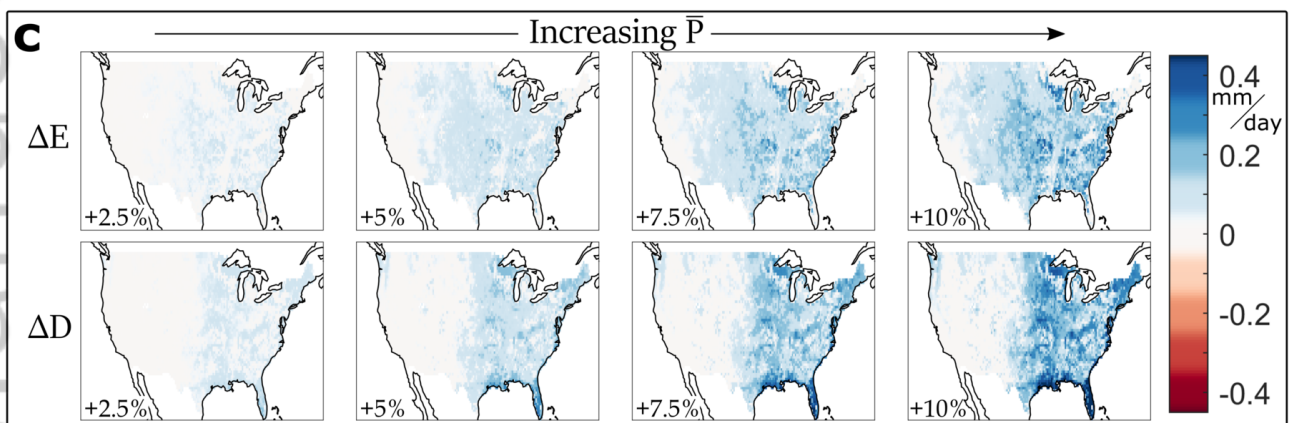 c
Increasing P̅
ΔE
+2.5%
+5%
+7.5%
+10%
ΔD
+2.5%
+5%
+7.5%
+10%
0.4
mm/day
0.2
0
-0.2
-0.4